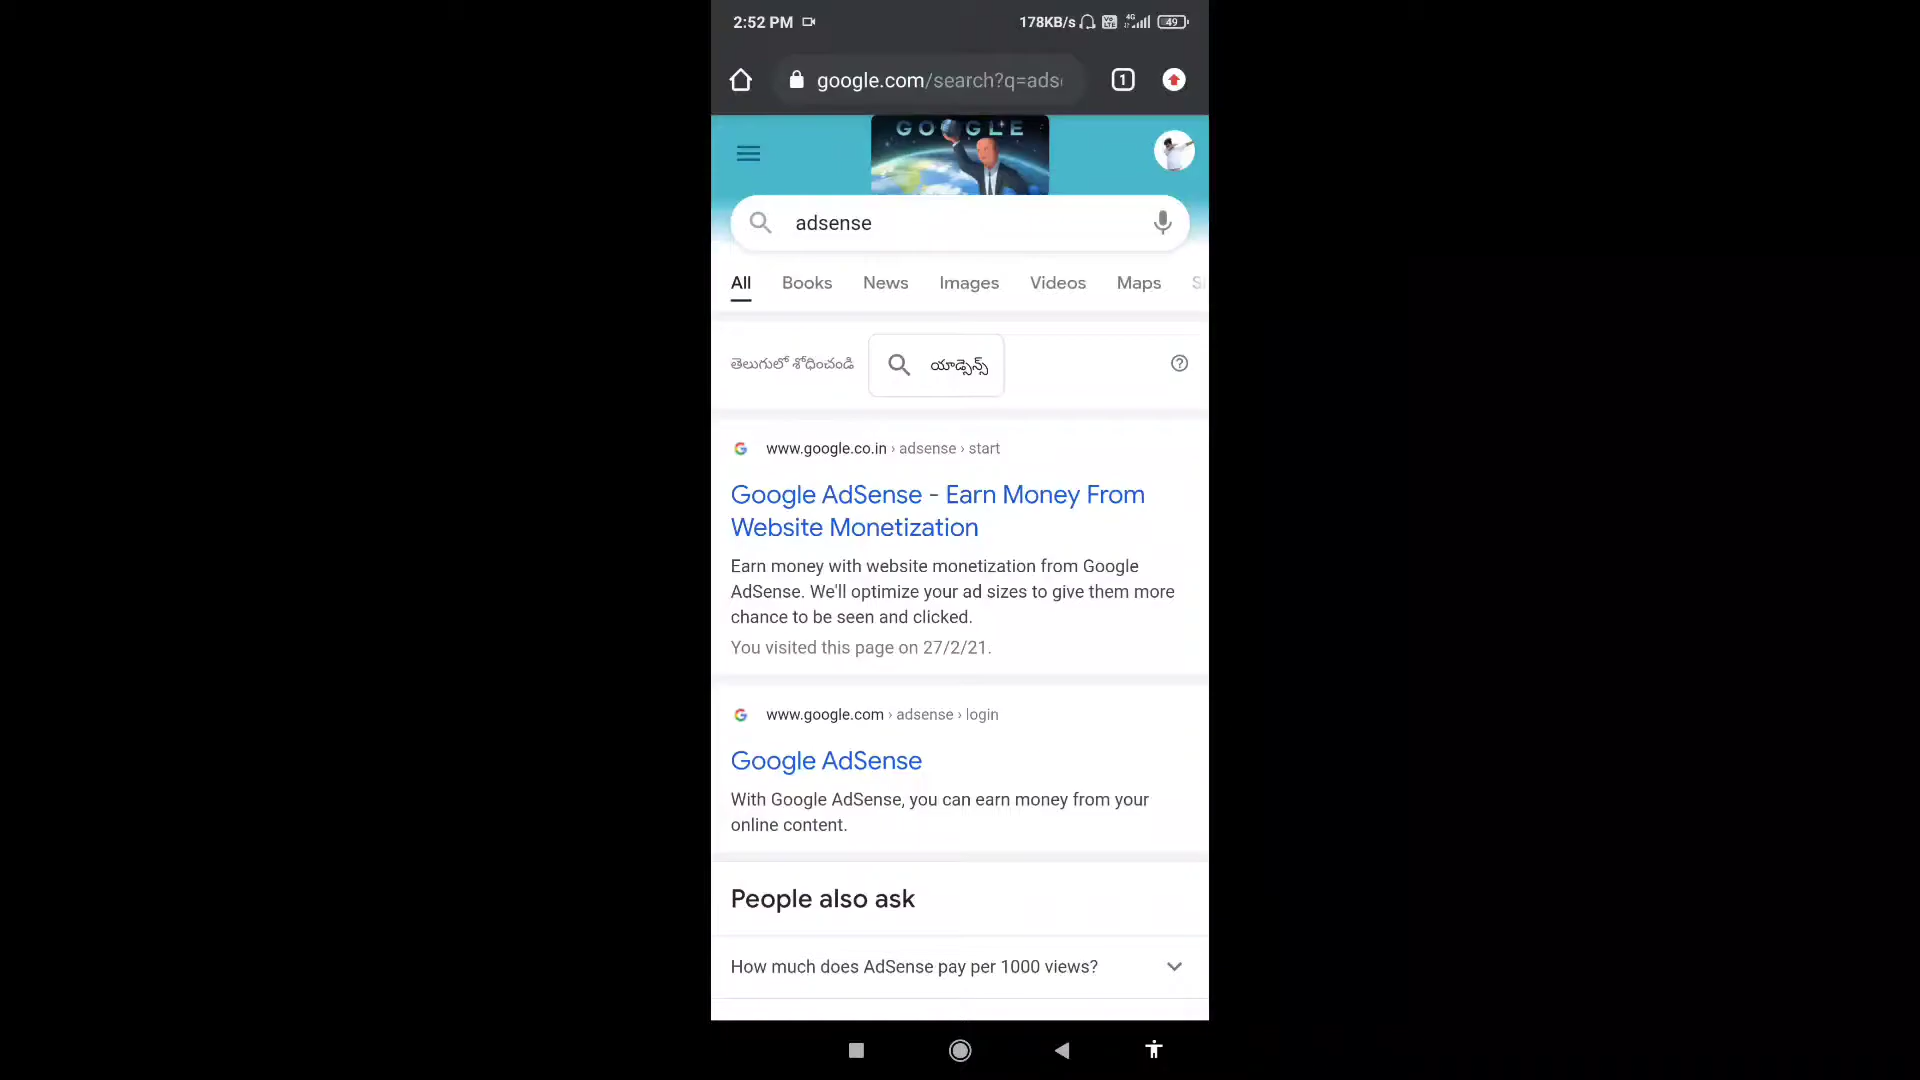 2:52 PM 178KB/s 4G 49
google.com/search?q=ads
1
GOOGLE
adsense
All Books News Images Videos Maps
తెలుగులో శోధించండి యాడ్సెన్స్
www.google.co.in › adsense › start
Google AdSense - Earn Money From
Website Monetization
Earn money with website monetization from Google
AdSense. We'll optimize your ad sizes to give them more
chance to be seen and clicked.
You visited this page on 27/2/21.
www.google.com › adsense › login
Google AdSense
With Google AdSense, you can earn money from your
online content.
People also ask
How much does AdSense pay per 1000 views?